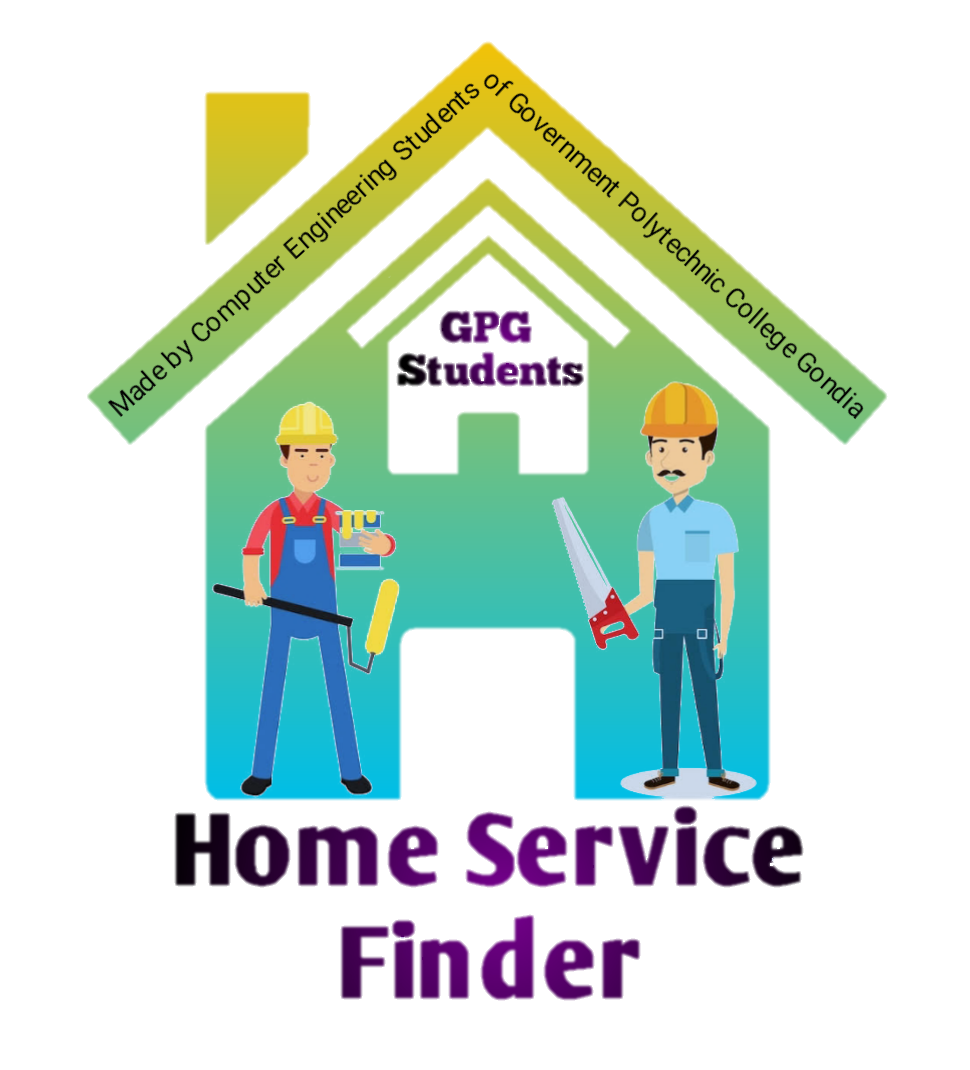 Made by Computer Engineering Students of Government Polytechnic College Gondia
GPG
Students
Home Service
Finder